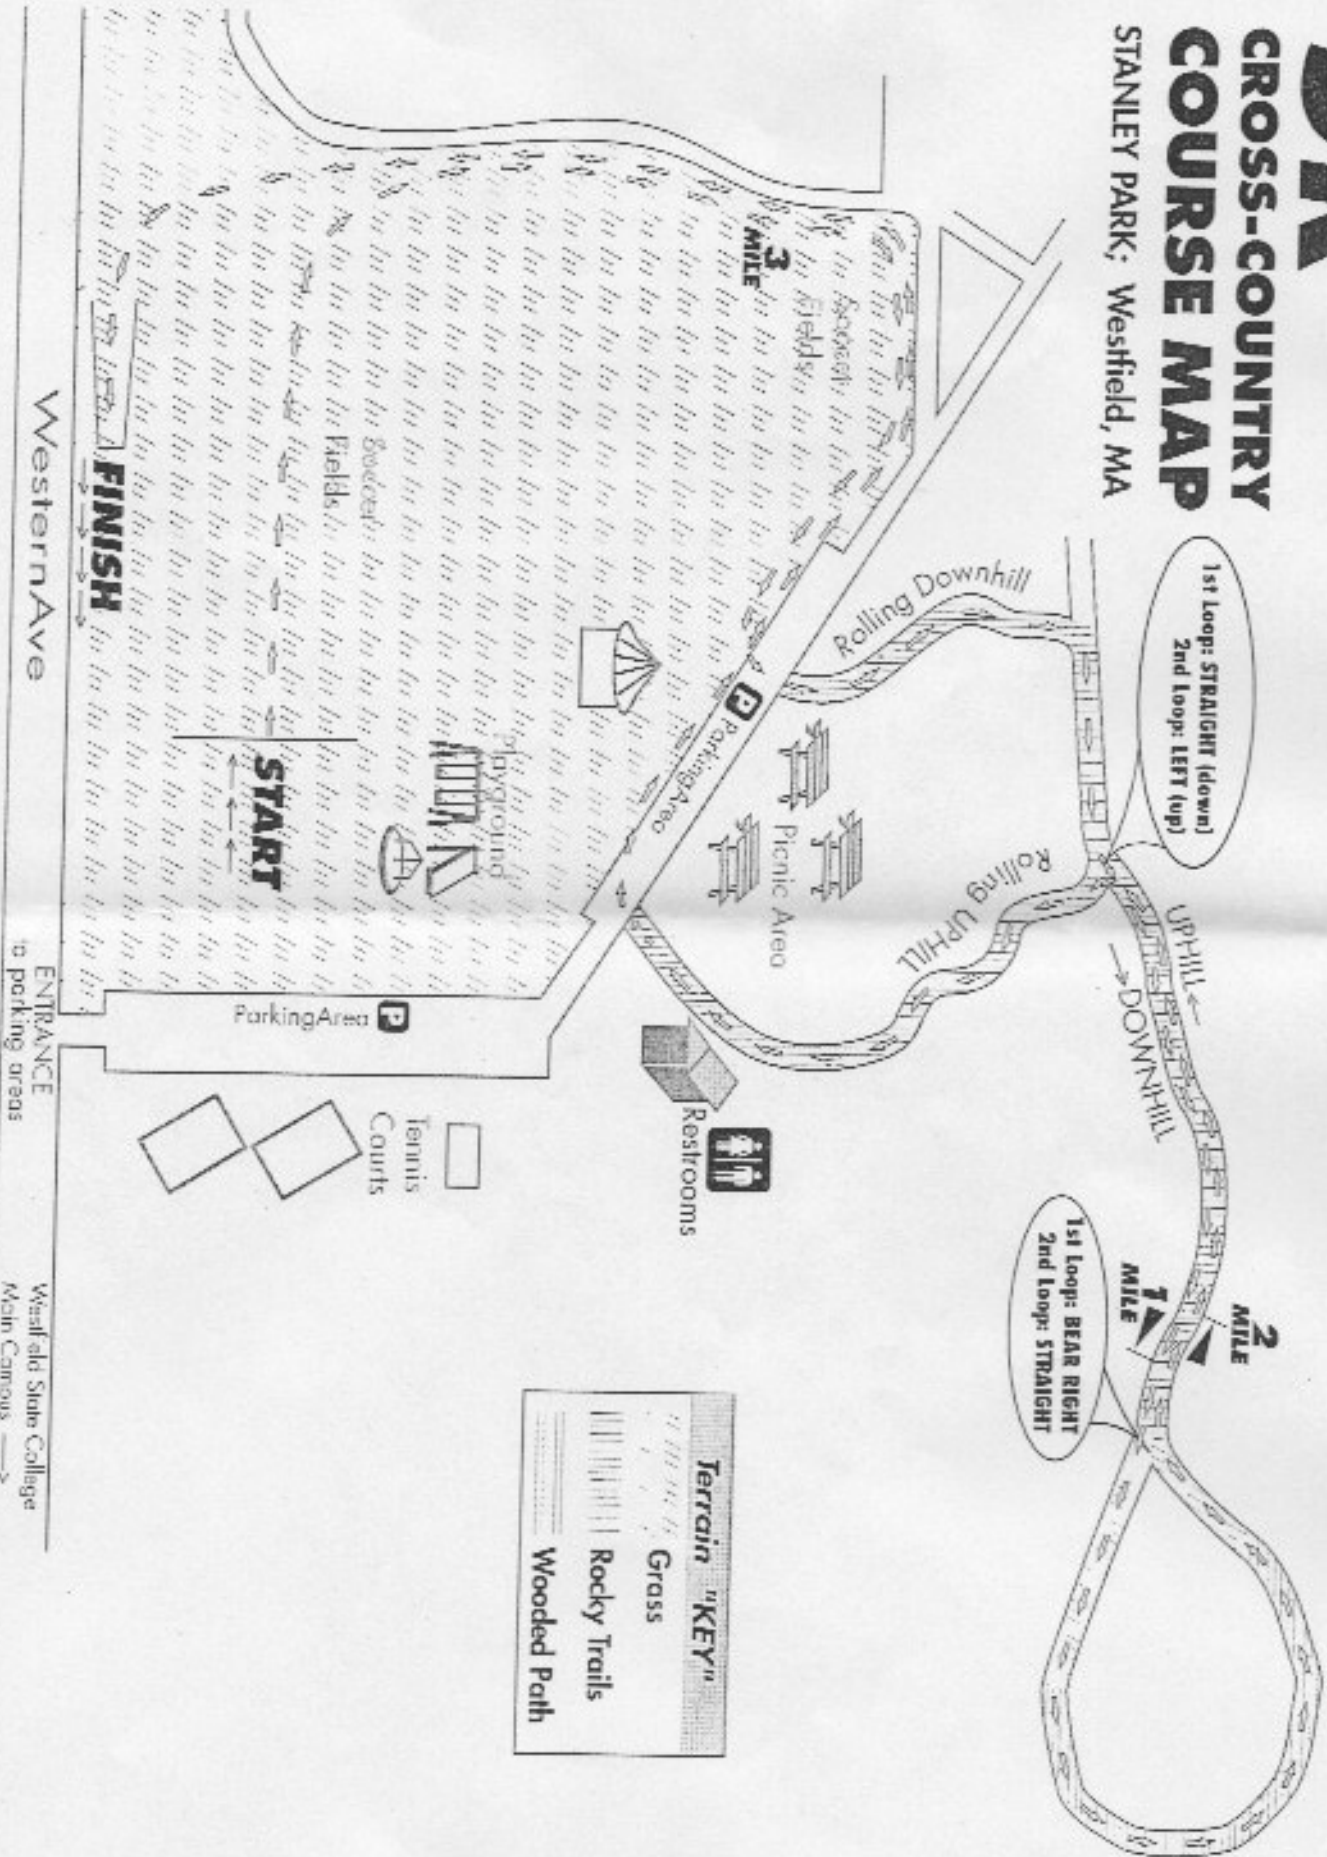 5K
CROSS-COUNTRY
COURSE MAP
STANLEY PARK; Westfield, MA
1st Loop: STRAIGHT (down)
2nd Loop: LEFT (up)
UPHILL
DOWNHILL
2
MILE
1
MILE
1st Loop: BEAR RIGHT
2nd Loop: STRAIGHT
Rolling Downhill
Rolling UPHILL
Picnic Area
P Parking Area
3
MILE
Soccer
Fields
Soccer
Fields
Playground
START
FINISH
Restrooms
Parking Area P
Tennis
Courts
Terrain "KEY"
Grass
Rocky Trails
Wooded Path
Western Ave
ENTRANCE
to parking areas
Westfield State College
Main Campus